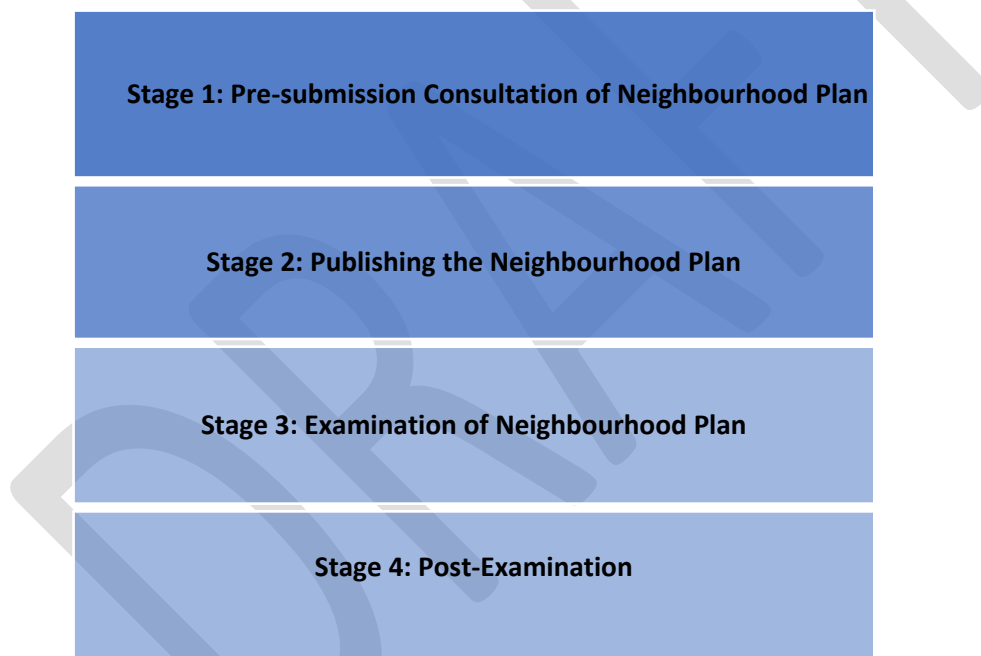 Stage 1: Pre-submission Consultation of Neighbourhood Plan
Stage 2: Publishing the Neighbourhood Plan
Stage 3: Examination of Neighbourhood Plan
Stage 4: Post-Examination
DRAFT